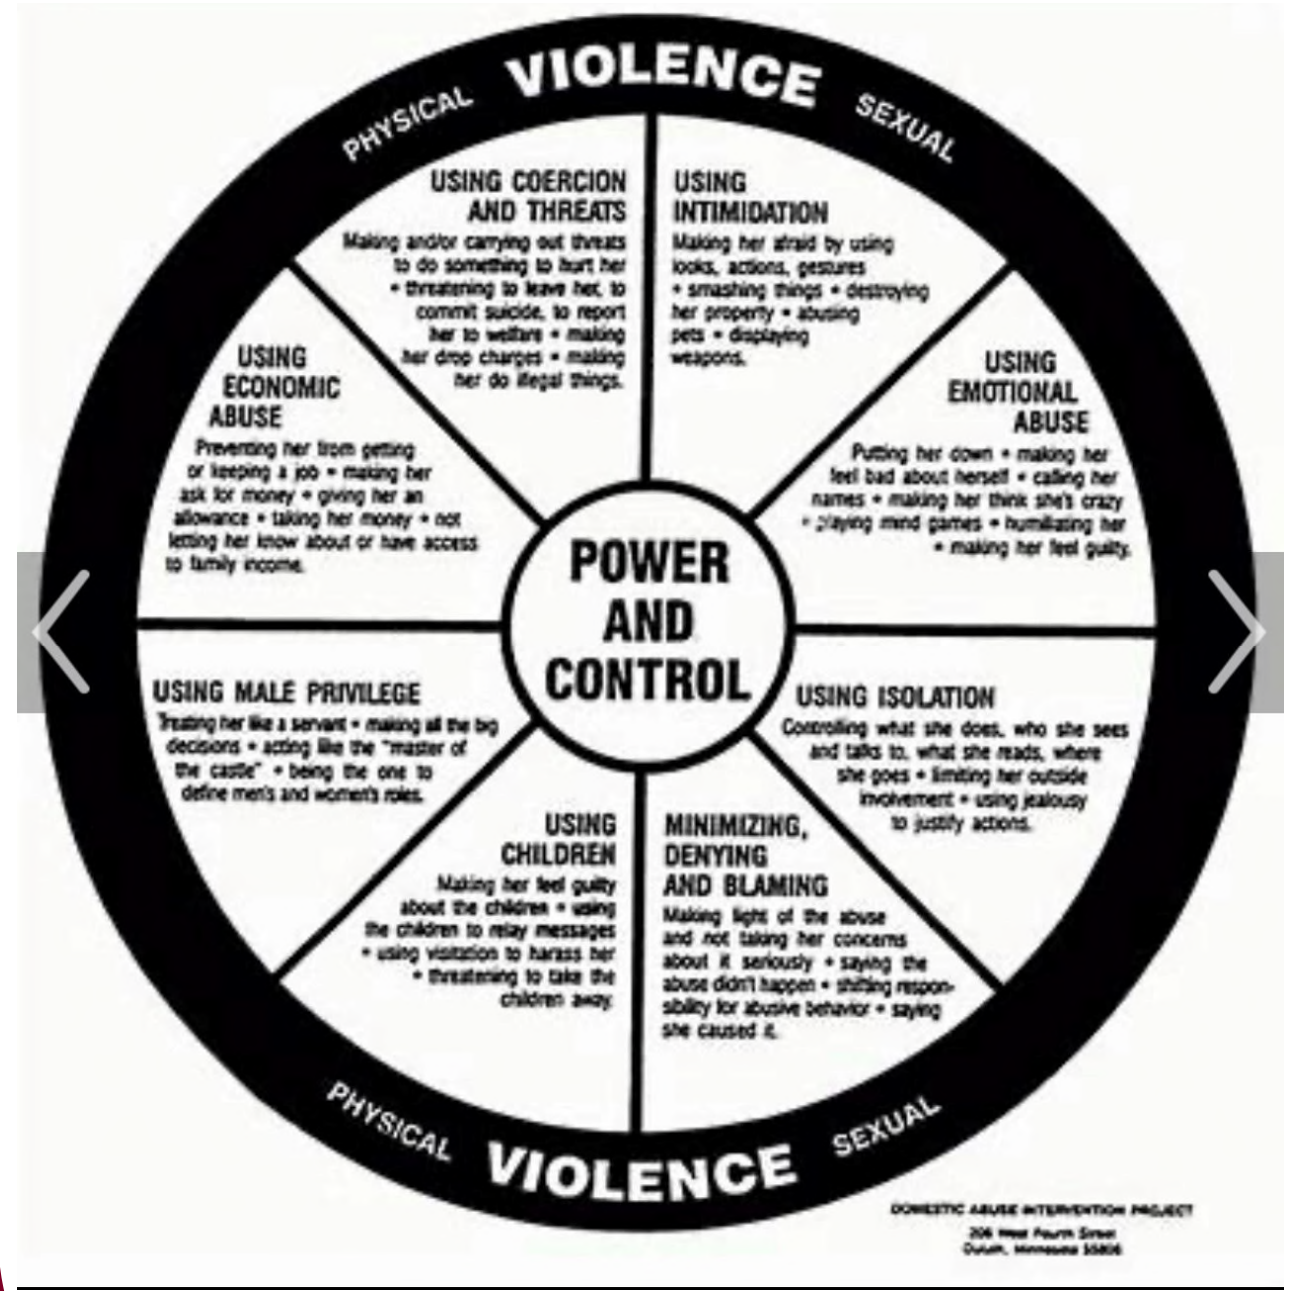 PHYSICAL VIOLENCE SEXUAL
USING COERCION
AND THREATS
Making and/or carrying out threats
to do something to hurt her
• threatening to leave her, to
commit suicide, to report
her to welfare • making
her drop charges • making
her do illegal things.
USING
INTIMIDATION
Making her afraid by using
looks, actions, gestures
• smashing things • destroying
her property • abusing
pets • displaying
weapons.
USING
EMOTIONAL
ABUSE
Putting her down • making her
feel bad about herself • calling her
names • making her think she's crazy
• playing mind games • humiliating her
• making her feel guilty.
USING ISOLATION
Controlling what she does, who she sees
and talks to, what she reads, where
she goes • limiting her outside
involvement • using jealousy
to justify actions.
MINIMIZING,
DENYING
AND BLAMING
Making light of the abuse
and not taking her concerns
about it seriously • saying the
abuse didn't happen • shifting respon-
sibility for abusive behavior • saying
she caused it.
USING
CHILDREN
Making her feel guilty
about the children • using
the children to relay messages
• using visitation to harass her
• threatening to take the
children away.
USING MALE PRIVILEGE
Treating her like a servant • making all the big
decisions • acting like the "master of
the castle" • being the one to
define men's and women's roles.
USING
ECONOMIC
ABUSE
Preventing her from getting
or keeping a job • making her
ask for money • giving her an
allowance • taking her money • not
letting her know about or have access
to family income.
POWER
AND
CONTROL
PHYSICAL VIOLENCE SEXUAL
DOMESTIC ABUSE INTERVENTION PROJECT
206 West Fourth Street
Duluth, Minnesota 55806